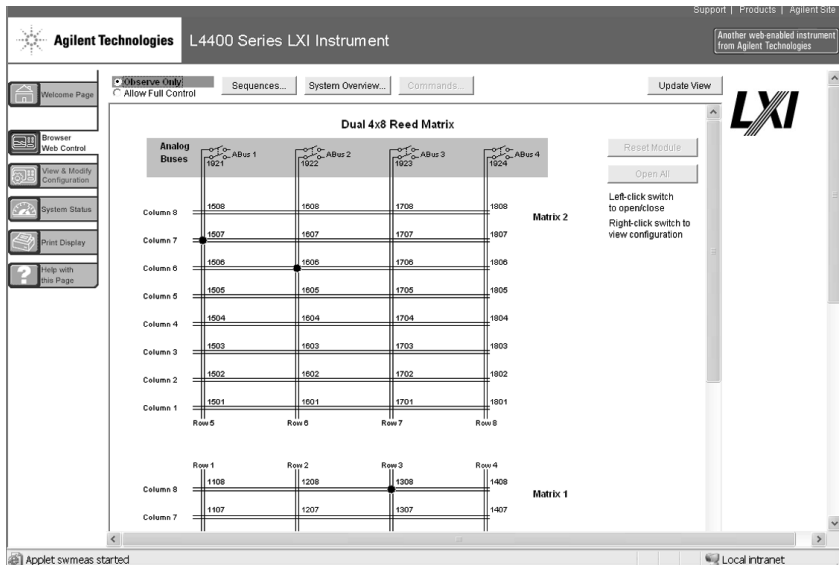 Support | Products | Agilent Site
Agilent Technologies
L4400 Series LXI Instrument
Another web-enabled instrument
from Agilent Technologies
Welcome Page
Browser
Web Control
View & Modify
Configuration
System Status
Print Display
Help with
this Page
Observe Only
Allow Full Control
Sequences...
System Overview...
Commands...
Update View
LXI
Dual 4x8 Reed Matrix
Analog
Buses
ABus 1
ABus 2
ABus 3
ABus 4
1921
1922
1923
1924
Reset Module
Open All
Left-click switch
to open/close
Right-click switch to
view configuration
Matrix 2
Column 8 1508 1608 1708 1808
Column 7 1507 1607 1707 1807
Column 6 1506 1606 1706 1806
Column 5 1505 1605 1705 1805
Column 4 1504 1604 1704 1804
Column 3 1503 1603 1703 1803
Column 2 1502 1602 1702 1802
Column 1 1501 1601 1701 1801
Row 5 Row 6 Row 7 Row 8
Row 1 Row 2 Row 3 Row 4
Column 8 1108 1208 1308 1408
Matrix 1
Column 7 1107 1207 1307 1407
Applet swmeas started
Local intranet